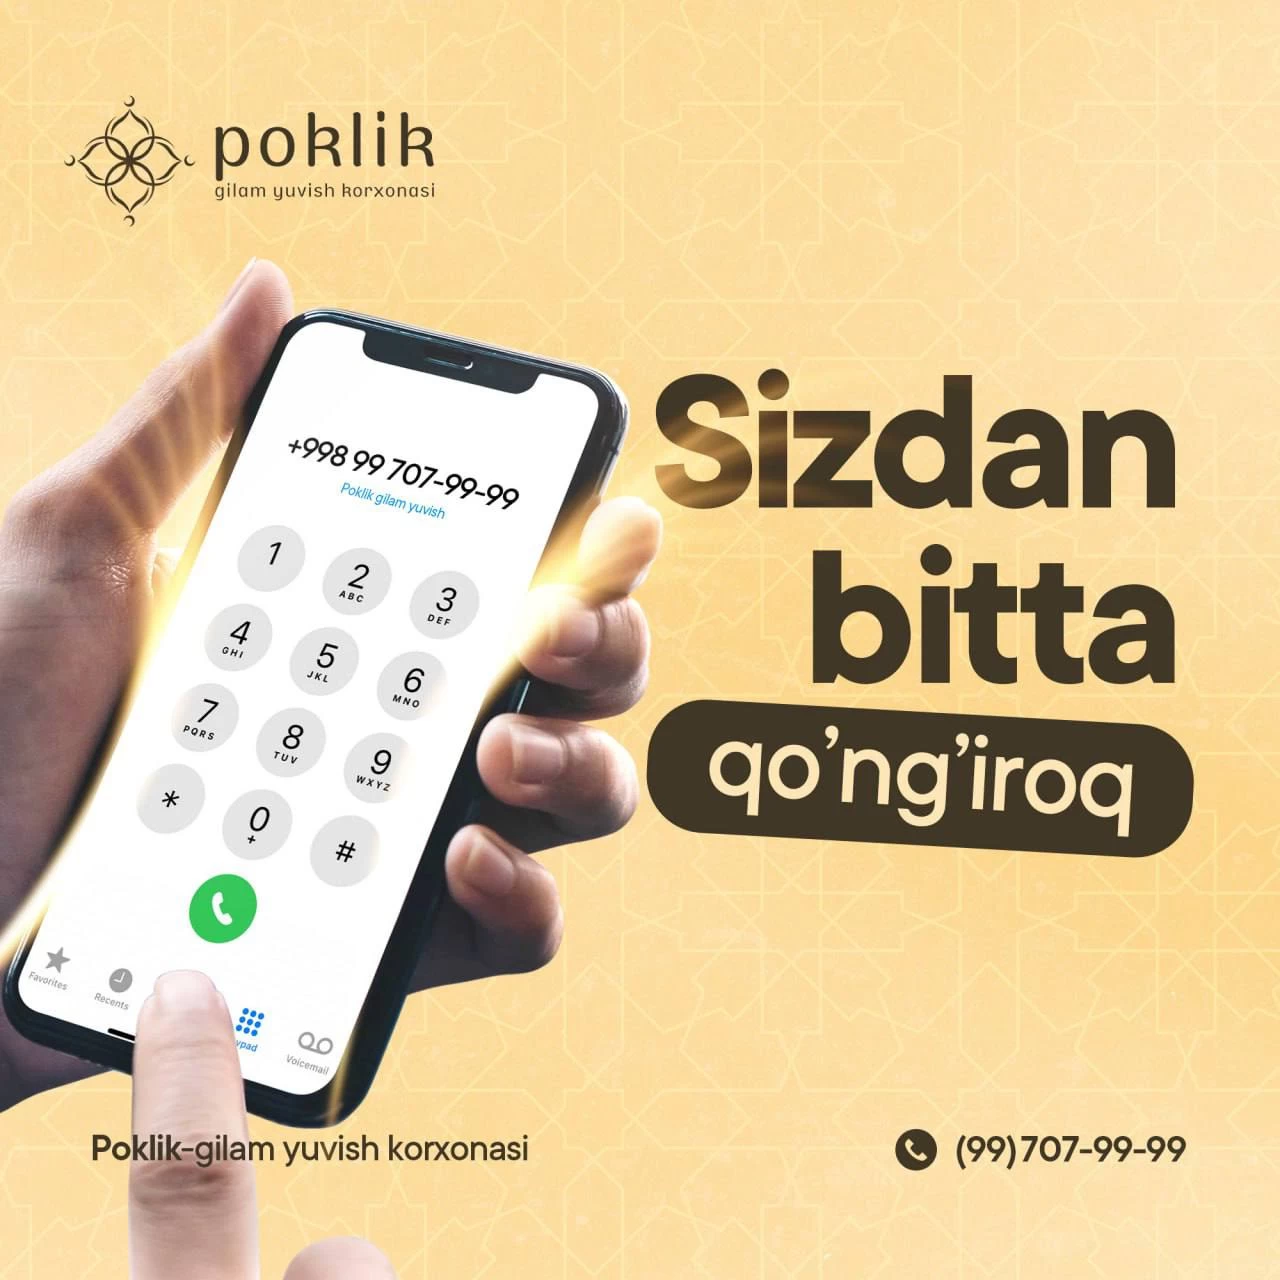 poklik
gilam yuvish korxonasi
+998 99 707-99-99
Poklik gilam yuvish
1
2
ABC
3
DEF
4
GHI
5
JKL
6
MNO
7
PQRS
8
TUV
9
WXYZ
*
0
+
#
Favorites
Recents
ypad
Voicemail
Sizdan
bitta
qo’ng’iroq
Poklik-gilam yuvish korxonasi
(99)707-99-99